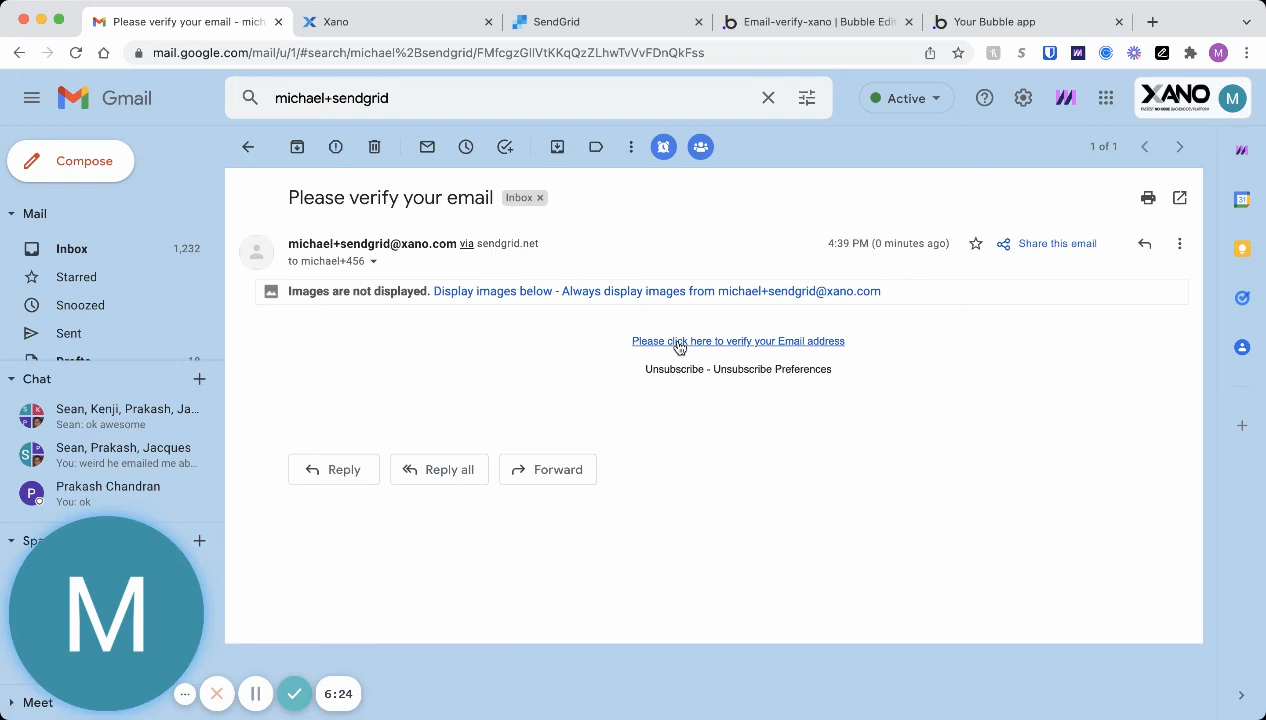 Please verify your email - mich
Xano
SendGrid
Email-verify-xano | Bubble Edit
Your Bubble app
mail.google.com/mail/u/1/#search/michael%2Bsendgrid/FMfcgzGllVtKKqQzZLhwTvVvFDnQkFss
M
Gmail
michael+sendgrid
Active
XANO
M
Compose
1 of 1
Please verify your email
Inbox
Mail
Inbox 1,232
Starred
Snoozed
Sent
Drafts 18
michael+sendgrid@xano.com via sendgrid.net
4:39 PM (0 minutes ago)
Share this email
to michael+456
Images are not displayed. Display images below - Always display images from michael+sendgrid@xano.com
Please click here to verify your Email address
Unsubscribe - Unsubscribe Preferences
Reply
Reply all
Forward
Chat
Sean, Kenji, Prakash, Ja...
Sean: ok awesome
Sean, Prakash, Jacques
You: weird he emailed me ab...
Prakash Chandran
You: ok
Spa
M
Meet
6:24